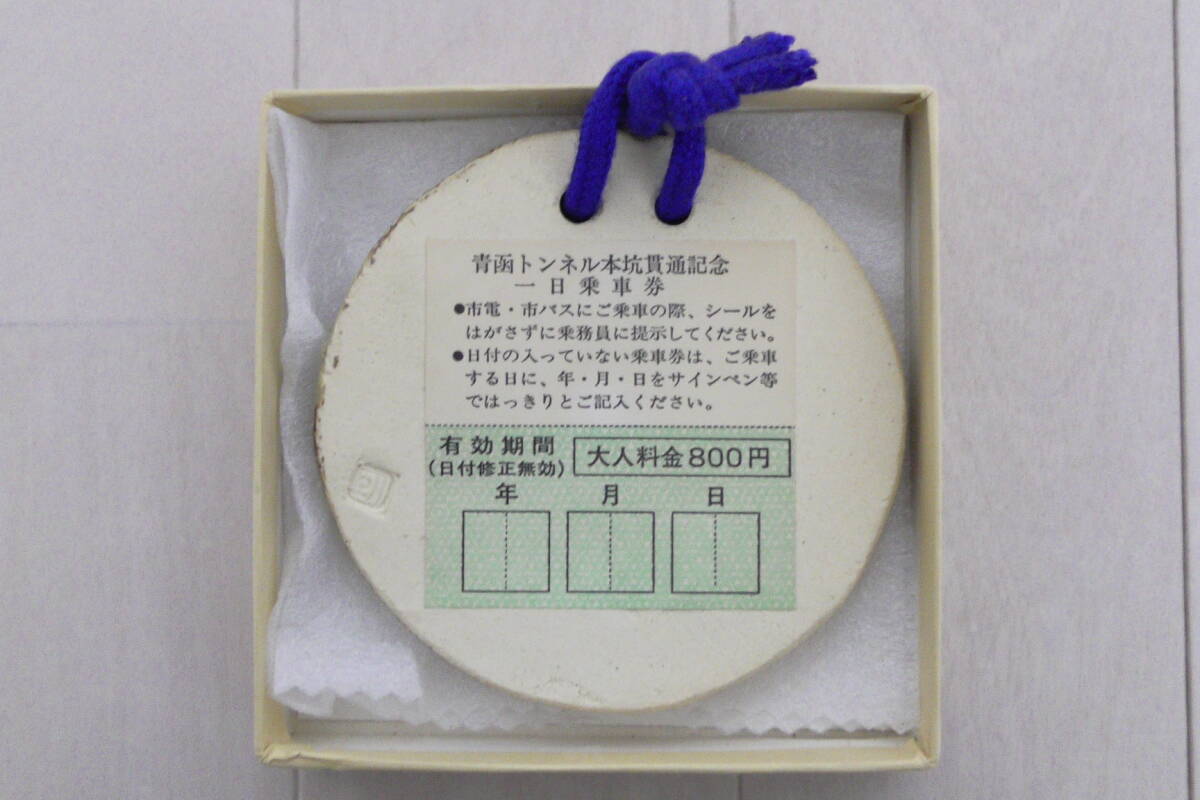 青函トンネル本坑貫通記念
一日乗車券
●市電・市バスにご乗車の際、シールを
はがさずに乗務員に提示してください。
●日付の入っていない乗車券は、ご乗車
する日に、年・月・日をサインペン等
ではっきりとご記入ください。
有効期間
(日付修正無効)
大人料金800円
年 月 日